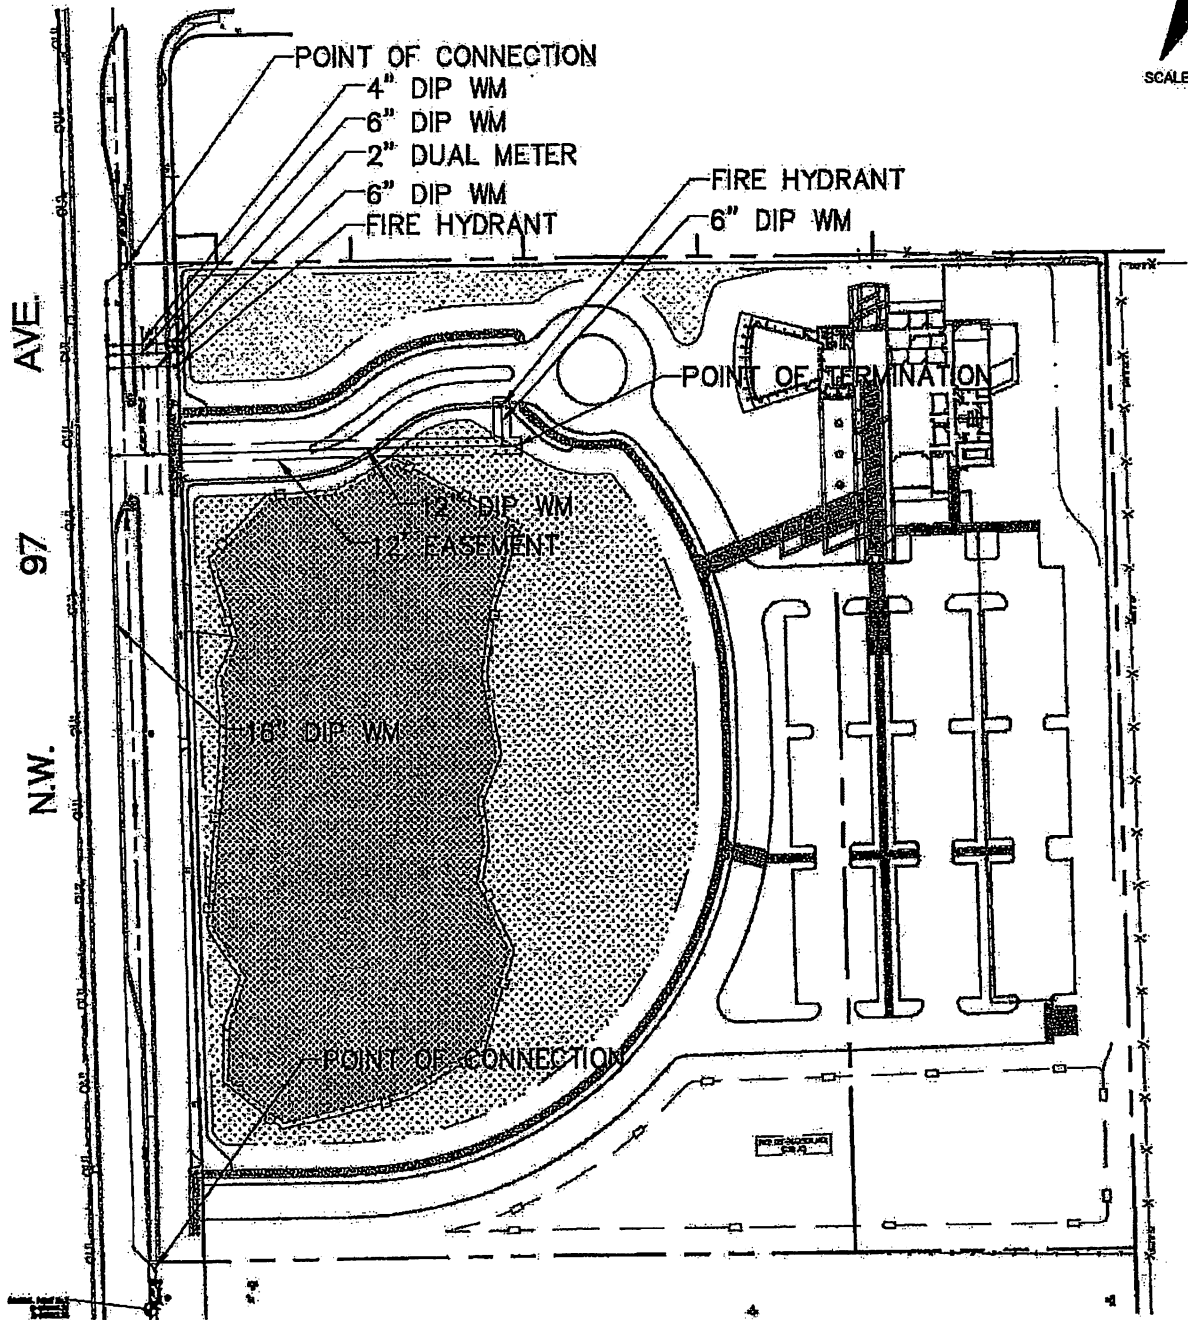 POINT OF CONNECTION
4" DIP WM
6" DIP WM
2" DUAL METER
6" DIP WM
FIRE HYDRANT
FIRE HYDRANT
6" DIP WM
SCALE
POINT OF TERMINATION
12" DIP WM
12' EASEMENT
16" DIP WM
POINT OF CONNECTION
N.W. 97 AVE.